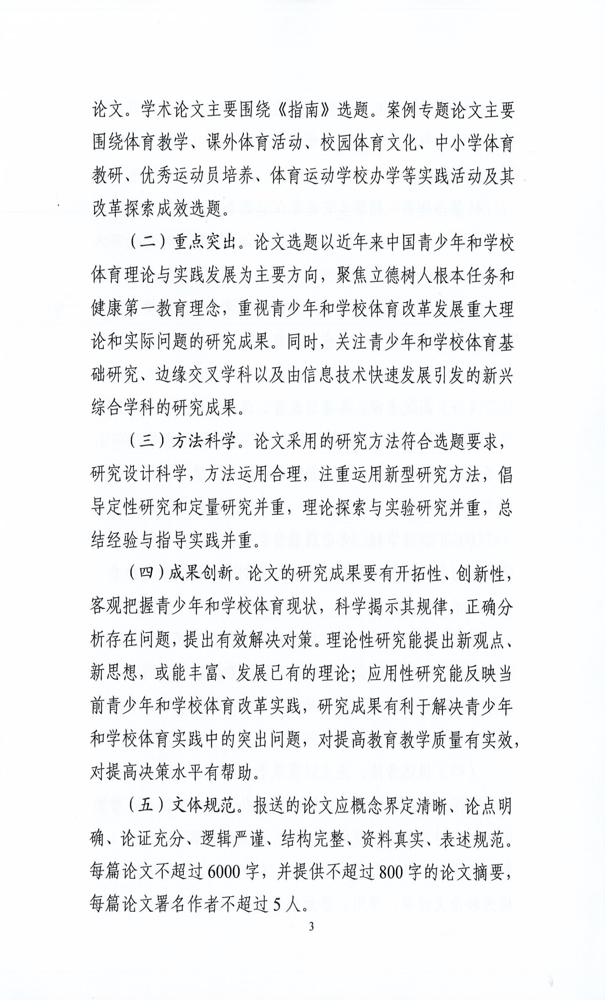 论文。学术论文主要围绕《指南》选题。案例专题论文主要
围绕体育教学、课外体育活动、校园体育文化、中小学体育
教研、优秀运动员培养、体育运动学校办学等实践活动及其
改革探索成效选题。
（二）重点突出。论文选题以近年来中国青少年和学校
体育理论与实践发展为主要方向，聚焦立德树人根本任务和
健康第一教育理念，重视青少年和学校体育改革发展重大理
论和实际问题的研究成果。同时，关注青少年和学校体育基
础研究、边缘交叉学科以及由信息技术快速发展引发的新兴
综合学科的研究成果。
（三）方法科学。论文采用的研究方法符合选题要求，
研究设计科学，方法运用合理，注重运用新型研究方法，倡
导定性研究和定量研究并重，理论探索与实验研究并重，总
结经验与指导实践并重。
（四）成果创新。论文的研究成果要有开拓性、创新性，
客观把握青少年和学校体育现状，科学揭示其规律，正确分
析存在问题，提出有效解决对策。理论性研究能提出新观点、
新思想，或能丰富、发展已有的理论；应用性研究能反映当
前青少年和学校体育改革实践，研究成果有利于解决青少年
和学校体育实践中的突出问题，对提高教育教学质量有实效，
对提高决策水平有帮助。
（五）文体规范。报送的论文应概念界定清晰、论点明
确、论证充分、逻辑严谨、结构完整、资料真实、表述规范。
每篇论文不超过 6000 字，并提供不超过 800 字的论文摘要，
每篇论文署名作者不超过 5 人。
3